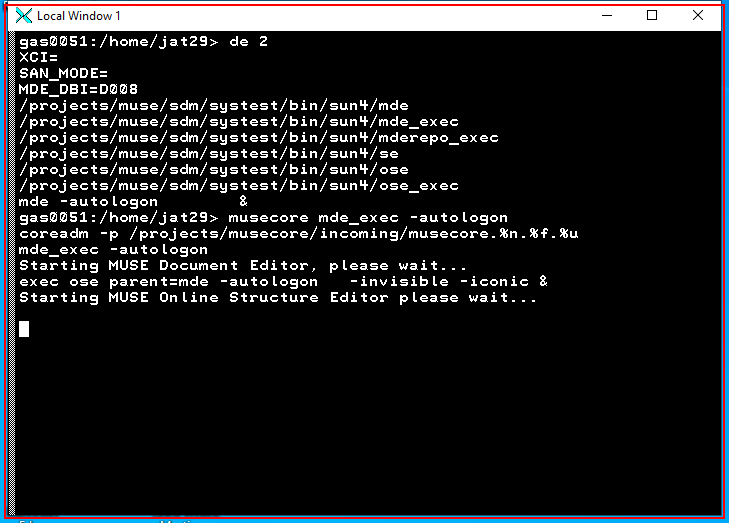 Local Window 1
gas0051:/home/jat29> de 2
XCI=
SAN_MODE=
MDE_DBI=D008
/projects/muse/sdm/systest/bin/sun4/mde
/projects/muse/sdm/systest/bin/sun4/mde_exec
/projects/muse/sdm/systest/bin/sun4/mderepo_exec
/projects/muse/sdm/systest/bin/sun4/se
/projects/muse/sdm/systest/bin/sun4/ose
/projects/muse/sdm/systest/bin/sun4/ose_exec
mde -autologon         &
gas0051:/home/jat29> musecore mde_exec -autologon
coreadm -p /projects/musecore/incoming/musecore.%n.%f.%u
mde_exec -autologon
Starting MUSE Document Editor, please wait...
exec ose parent=mde -autologon   -invisible -iconic &
Starting MUSE Online Structure Editor please wait...